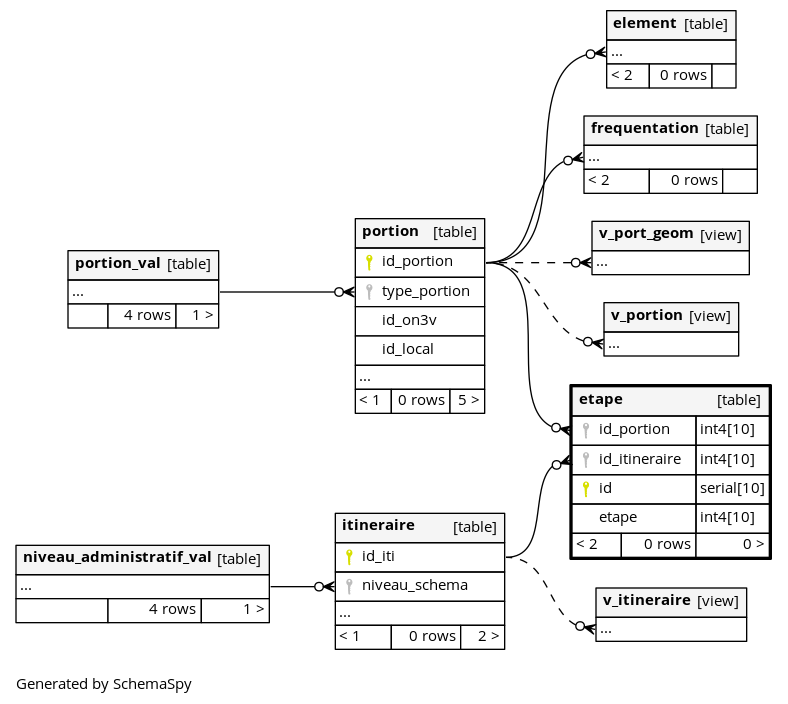 element [table]
...
< 2 0 rows
frequentation [table]
...
< 2 0 rows
portion [table]
id_portion
type_portion
id_on3v
id_local
...
< 1 0 rows 5 >
v_port_geom [view]
...
portion_val [table]
...
4 rows 1 >
v_portion [view]
...
etape [table]
id_portion int4[10]
id_itineraire int4[10]
id serial[10]
etape int4[10]
< 2 0 rows 0 >
itineraire [table]
id_iti
niveau_schema
...
< 1 0 rows 2 >
niveau_administratif_val [table]
...
4 rows 1 >
v_itineraire [view]
...
Generated by SchemaSpy